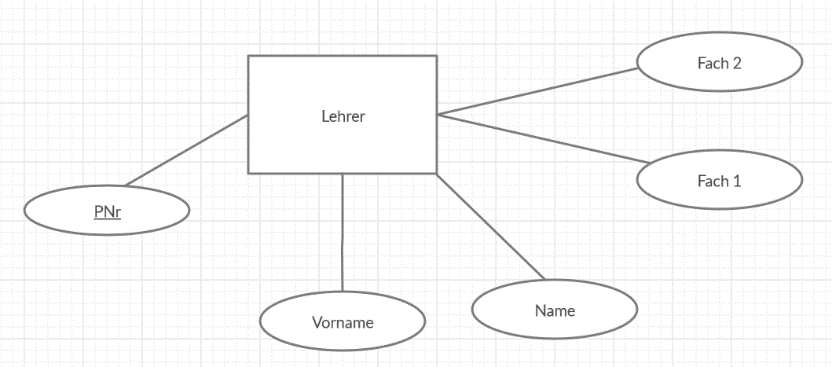 Fach 2
Lehrer
Fach 1
PNr
Name
Vorname